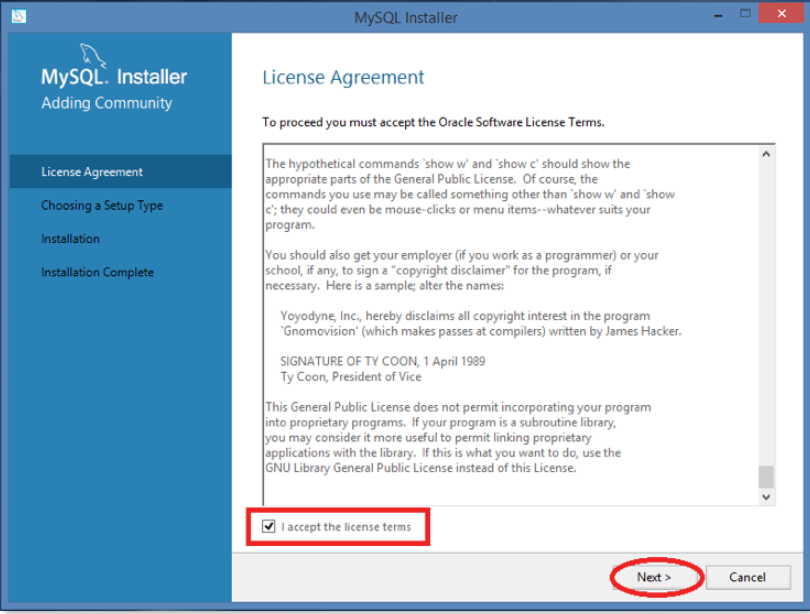 MySQL Installer
MySQL. Installer
Adding Community
License Agreement
Choosing a Setup Type
Installation
Installation Complete
License Agreement
To proceed you must accept the Oracle Software License Terms.
The hypothetical commands `show w' and `show c' should show the
appropriate parts of the General Public License.  Of course, the
commands you use may be called something other than `show w' and `show
c'; they could even be mouse-clicks or menu items--whatever suits your
program.
You should also get your employer (if you work as a programmer) or your
school, if any, to sign a "copyright disclaimer" for the program, if
necessary.  Here is a sample; alter the names:
Yoyodyne, Inc., hereby disclaims all copyright interest in the program
`Gnomovision' (which makes passes at compilers) written by James Hacker.
SIGNATURE OF TY COON, 1 April 1989
Ty Coon, President of Vice
This General Public License does not permit incorporating your program
into proprietary programs.  If your program is a subroutine library,
you may consider it more useful to permit linking proprietary
applications with the library.  If this is what you want to do, use the
GNU Library General Public License instead of this License.
I accept the license terms
Next >
Cancel